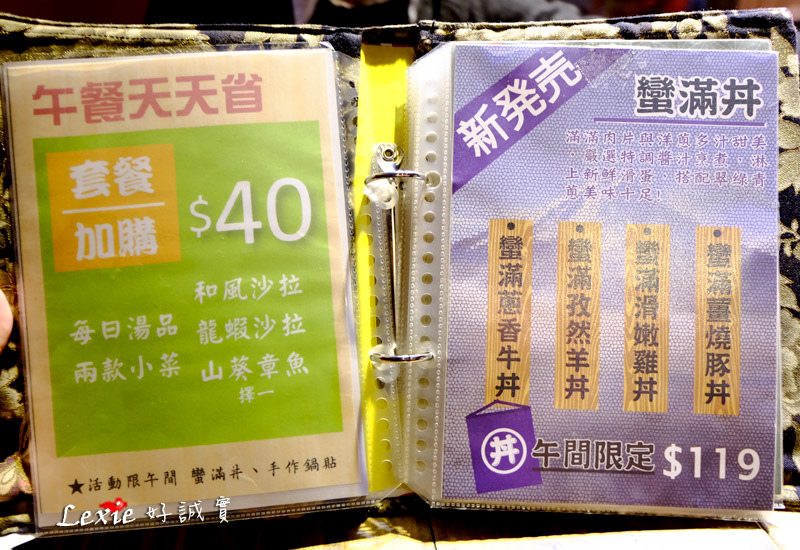 午餐天天省
套餐
加購
$40
每日湯品
兩款小菜
和風沙拉
龍蝦沙拉
山葵章魚
擇一
★活動限午間 蠻滿丼、手作鍋貼
Lexie 好誠實
新発売
蠻滿丼
滿滿肉片與洋蔥多汁甜美
，嚴選特調醬汁烹煮，淋
上新鮮滑蛋，搭配翠綠青
蔥美味十足!
蠻滿蔥香牛丼
蠻滿孜然羊丼
蠻滿滑嫩雞丼
蠻滿薑燒豚丼
丼
午間限定 $119